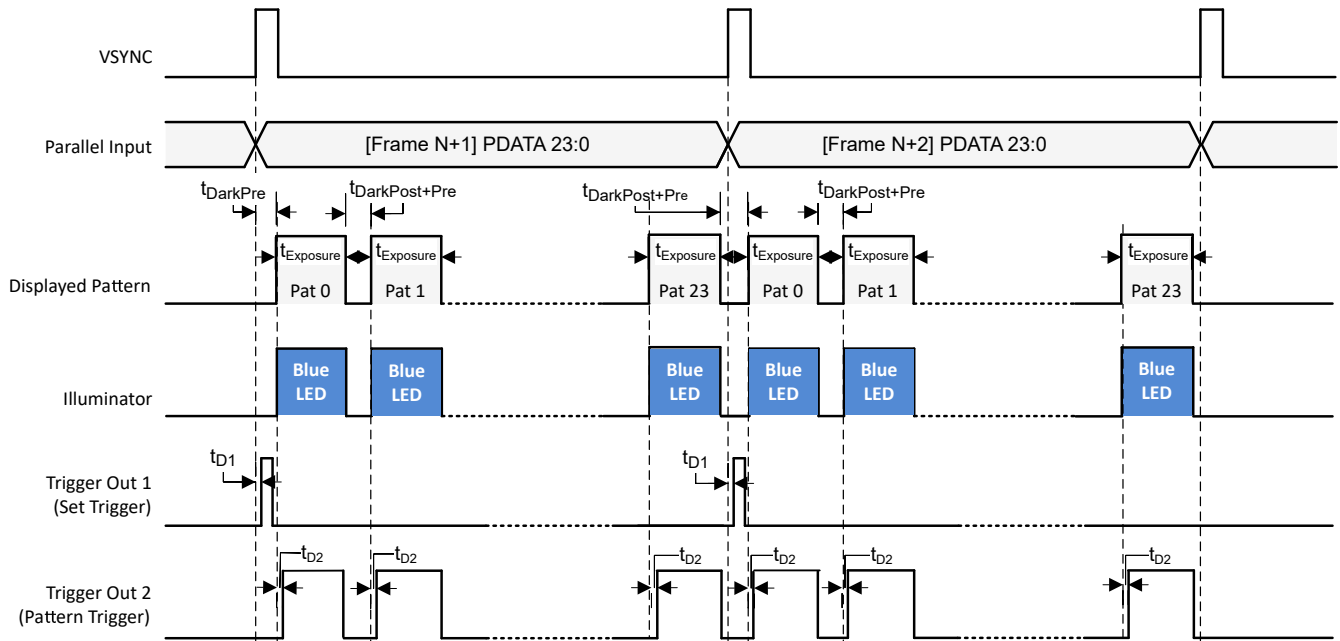 VSYNC
Parallel Input
[Frame N+1] PDATA 23:0
[Frame N+2] PDATA 23:0
tDarkPre
tDarkPost+Pre
tDarkPost+Pre
tDarkPost+Pre
Displayed Pattern
tExposure
Pat 0
tExposure
Pat 1
tExposure
Pat 23
tExposure
Pat 0
tExposure
Pat 1
tExposure
Pat 23
Illuminator
Blue
LED
Blue
LED
Blue
LED
Blue
LED
Blue
LED
Blue
LED
Trigger Out 1
(Set Trigger)
tD1
tD1
Trigger Out 2
(Pattern Trigger)
tD2
tD2
tD2
tD2
tD2
tD2